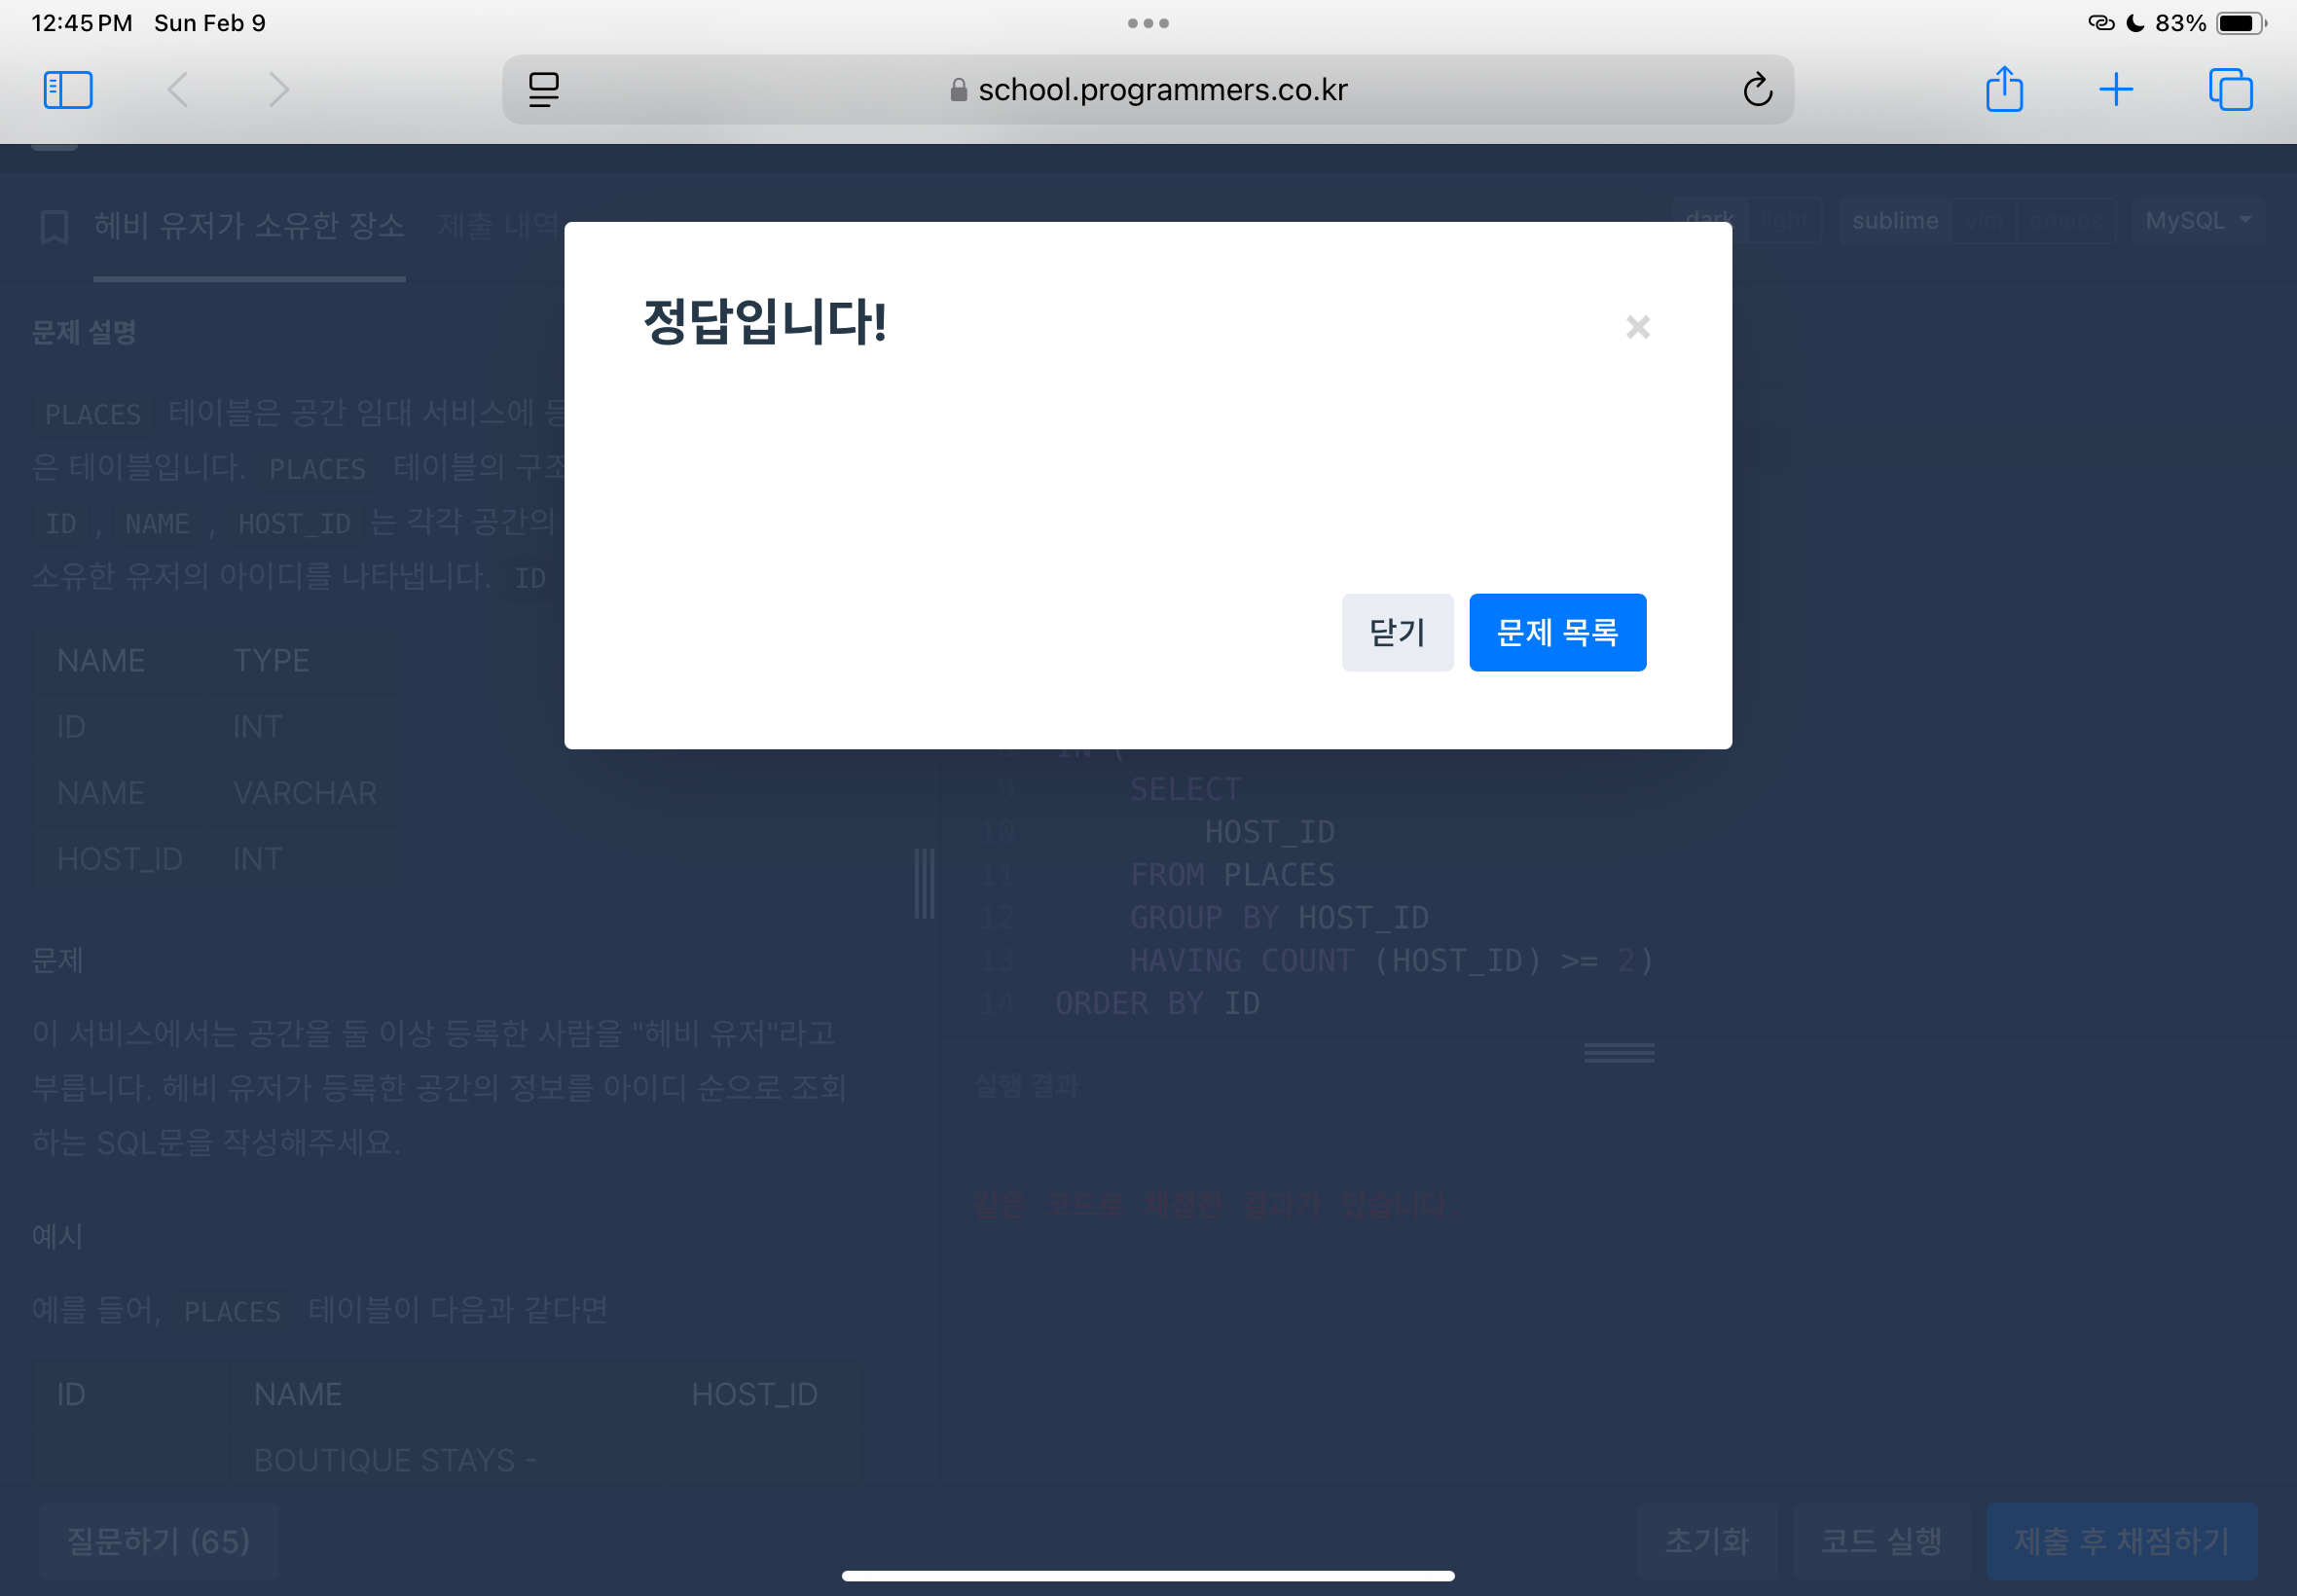 12:45 PM Sun Feb 9
83%
school.programmers.co.kr
헤비 유저가 소유한 장소 제출 내역
dark light sublime vim emacs MySQL
정답입니다!
닫기 문제 목록
문제 설명
PLACES 테이블은 공간 임대 서비스에
은 테이블입니다. PLACES 테이블의 구조
ID, NAME, HOST_ID는 각각 공간의
소유한 유저의 아이디를 나타냅니다. ID
NAME TYPE
ID INT
NAME VARCHAR
HOST_ID INT
문제
이 서비스에서는 공간을 둘 이상 등록한 사람을 "헤비 유저"라고
부릅니다. 헤비 유저가 등록한 공간의 정보를 아이디 순으로 조회
하는 SQL문을 작성해주세요.
예시
예를 들어, PLACES 테이블이 다음과 같다면
ID NAME HOST_ID
BOUTIQUE STAYS -
IN (
9 SELECT
10 HOST_ID
11 FROM PLACES
12 GROUP BY HOST_ID
13 HAVING COUNT (HOST_ID) >= 2)
14 ORDER BY ID
실행 결과
같은 코드로 채점한 결과가 있습니다.
질문하기 (65) 초기화 코드 실행 제출 후 채점하기